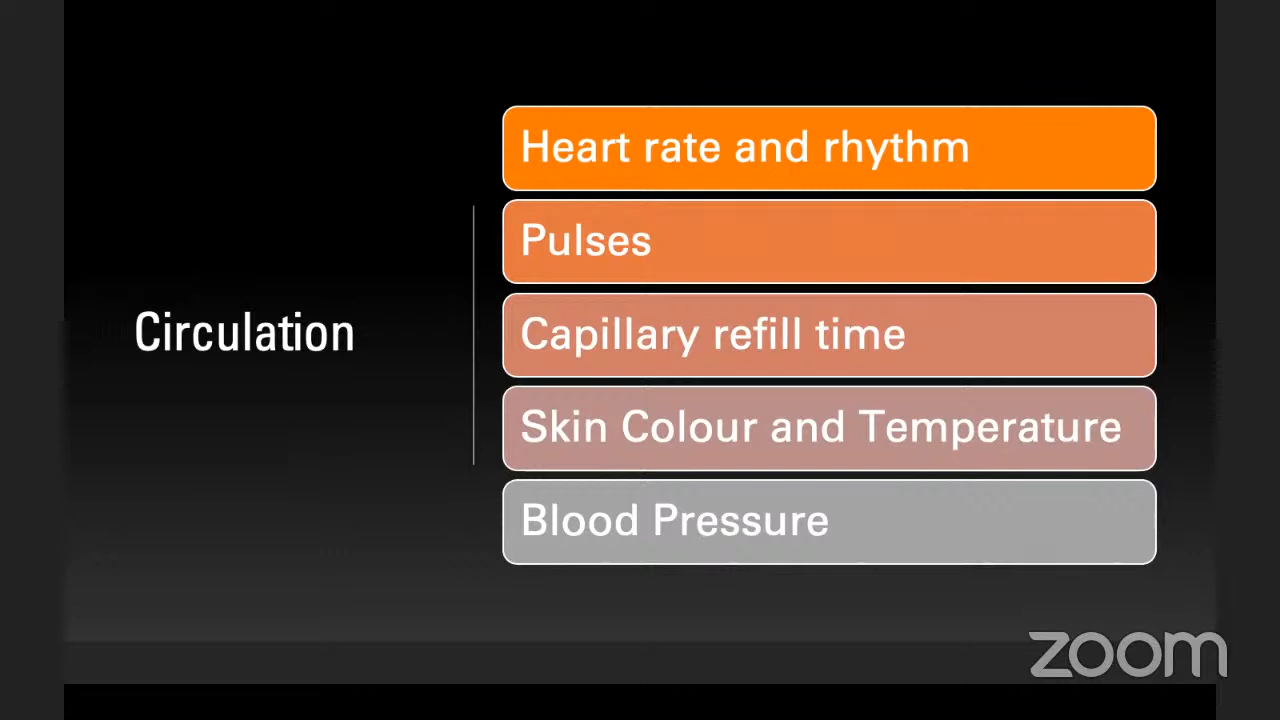 Heart rate and rhythm
Pulses
Circulation
Capillary refill time
Skin Colour and Temperature
Blood Pressure
zoom